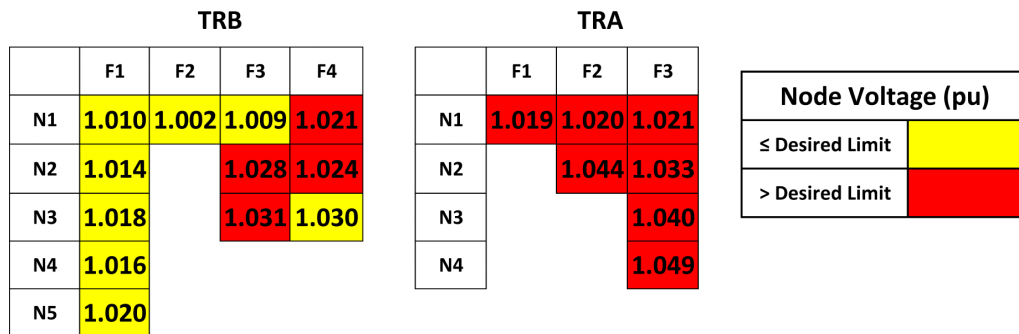 TRB
F1 F2 F3 F4
N1 1.010 1.002 1.009 1.021
N2 1.014 1.028 1.024
N3 1.018 1.031 1.030
N4 1.016
N5 1.020
TRA
F1 F2 F3
N1 1.019 1.020 1.021
N2 1.044 1.033
N3 1.040
N4 1.049
Node Voltage (pu)
≤ Desired Limit
> Desired Limit